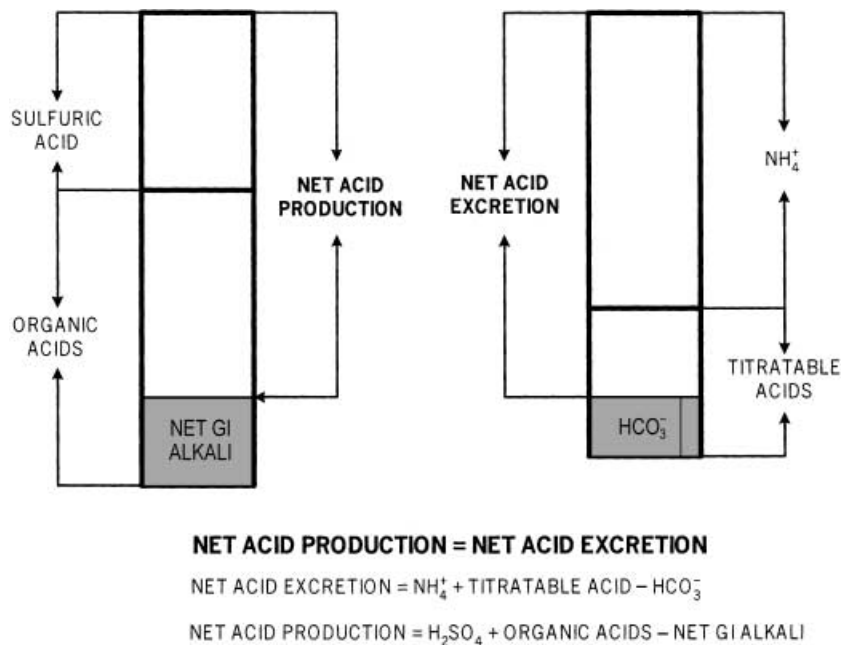 SULFURIC
ACID
ORGANIC
ACIDS
NET GI
ALKALI
NET ACID
PRODUCTION
NET ACID
EXCRETION
HCO₃⁻
NH₄⁺
TITRATABLE
ACIDS
NET ACID PRODUCTION = NET ACID EXCRETION
NET ACID EXCRETION = NH₄⁺ + TITRATABLE ACID – HCO₃⁻
NET ACID PRODUCTION = H₂SO₄ + ORGANIC ACIDS – NET GI ALKALI